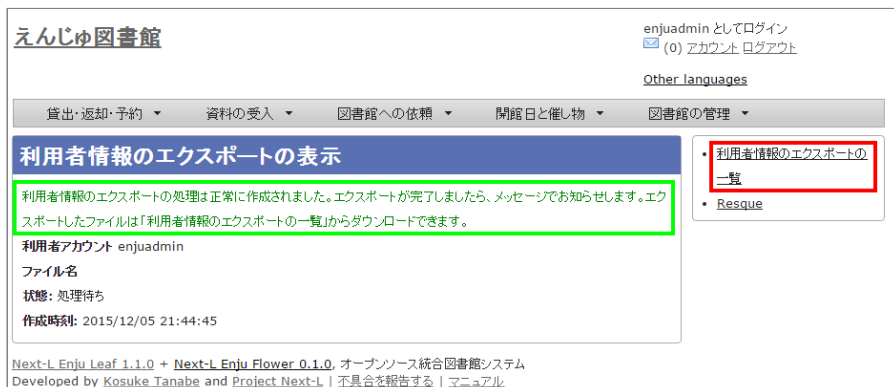 えんじゅ図書館
enjuadmin としてログイン
(0) アカウント ログアウト
Other languages
貸出・返却・予約 ▼ 資料の受入 ▼ 図書館への依頼 ▼ 開館日と催し物 ▼ 図書館の管理 ▼
利用者情報のエクスポートの表示
利用者情報のエクスポートの処理は正常に作成されました。エクスポートが完了しましたら、メッセージでお知らせします。エク
スポートしたファイルは「利用者情報のエクスポートの一覧」からダウンロードできます。
利用者アカウント enjuadmin
ファイル名
状態: 処理待ち
作成時刻: 2015/12/05 21:44:45
• 利用者情報のエクスポートの
一覧
• Resque
Next-L Enju Leaf 1.1.0 + Next-L Enju Flower 0.1.0, オープンソース統合図書館システム
Developed by Kosuke Tanabe and Project Next-L | 不具合を報告する | マニュアル